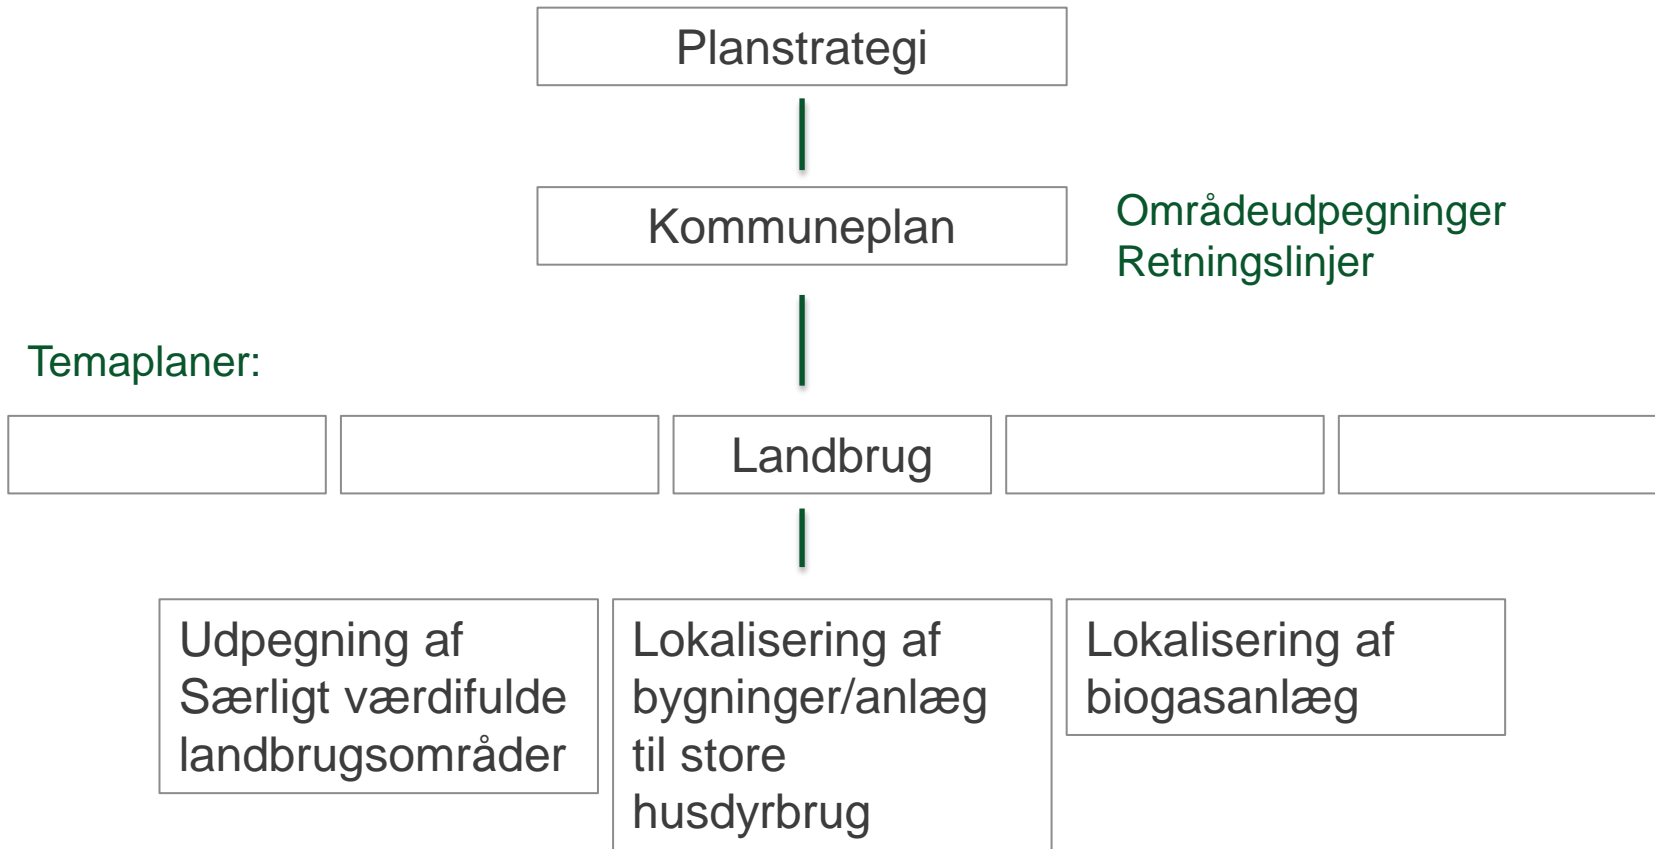 Planstrategi
Kommuneplan
Områdeudpegninger
Retningslinjer
Temaplaner:
Landbrug
Udpegning af
Særligt værdifulde
landbrugsområder
Lokalisering af
bygninger/anlæg
til store
husdyrbrug
Lokalisering af
biogasanlæg